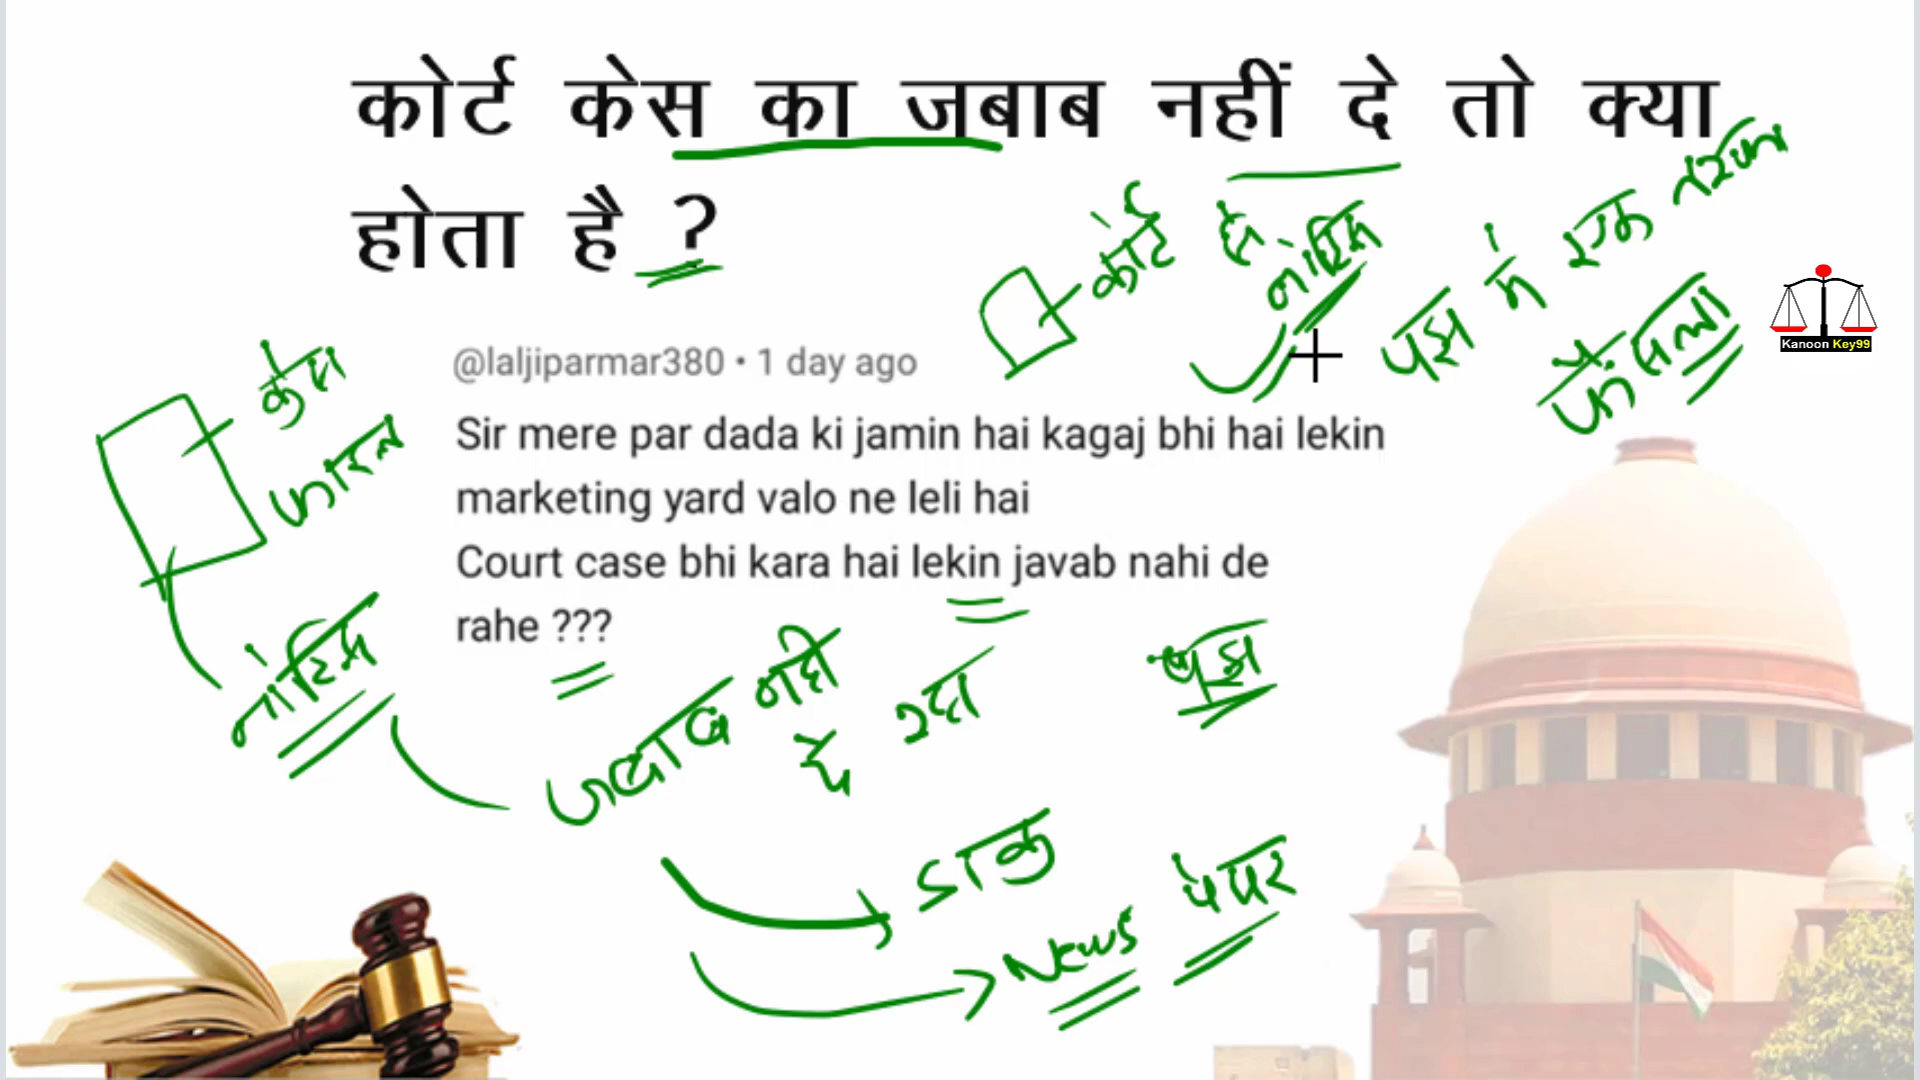 कोर्ट केस का जबाब नहीं दे तो क्या
होता है ?
कोर्ट से नोटिस
पक्ष में एक तरफा
फैसला
Kanoon Key99
@laljiparmar380 • 1 day ago
केस
फाइल
Sir mere par dada ki jamin hai kagaj bhi hai lekin
marketing yard valo ne leli hai
Court case bhi kara hai lekin javab nahi de
rahe ???
नोटिस
जवाब नही
दे रहा
पक्ष
डाक
News पेपर